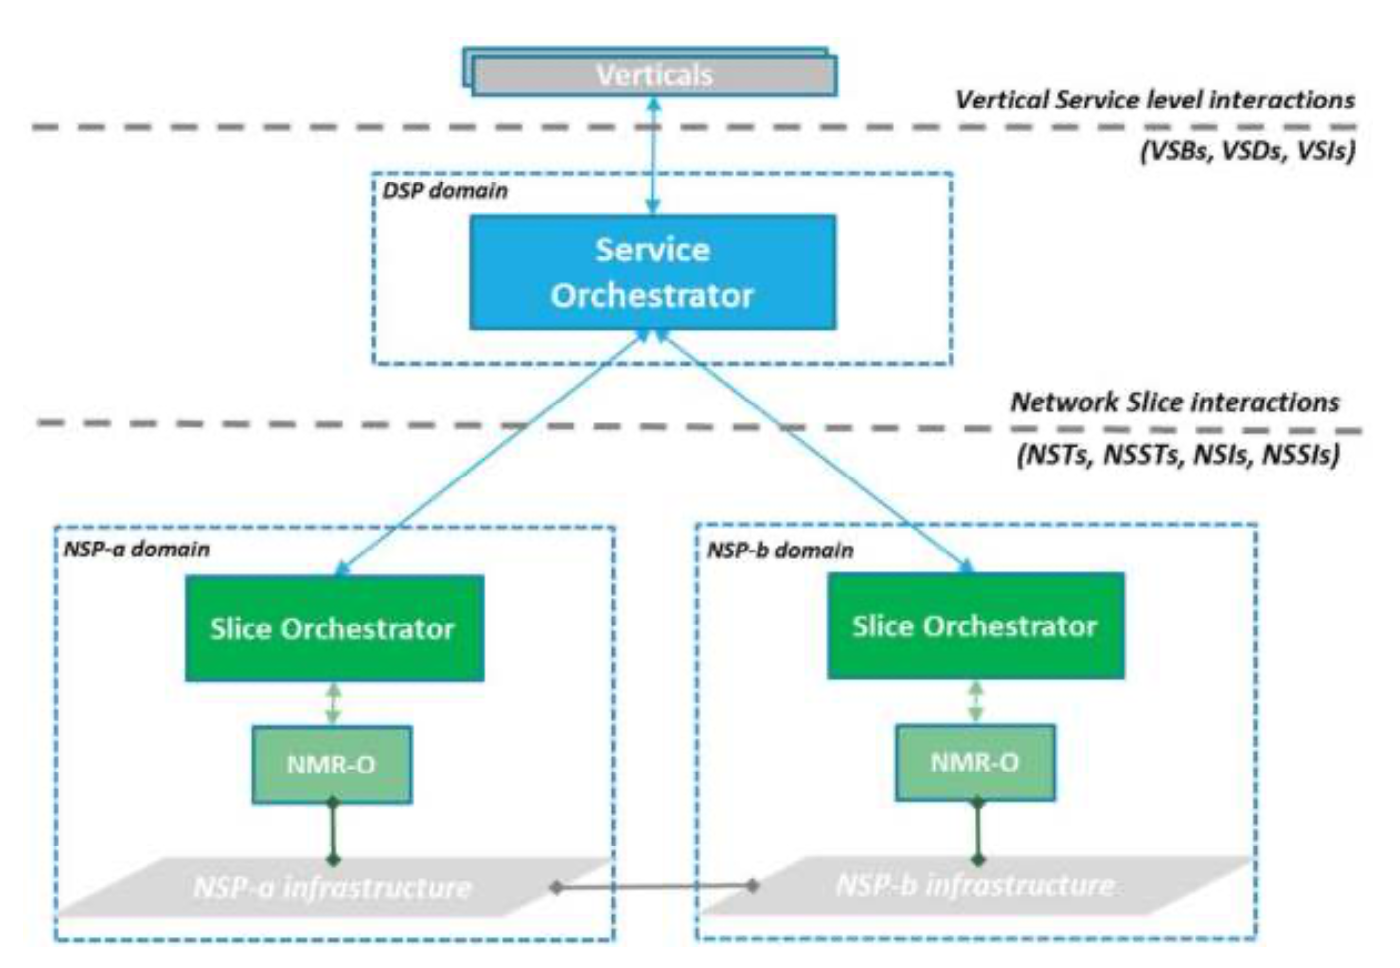 Verticals
Vertical Service level interactions
(VSBs, VSDs, VSIs)
DSP domain
Service
Orchestrator
Network Slice interactions
(NSTs, NSSTs, NSIs, NSSIs)
NSP-a domain
Slice Orchestrator
NMR-O
NSP-a infrastructure
NSP-b domain
Slice Orchestrator
NMR-O
NSP-b infrastructure